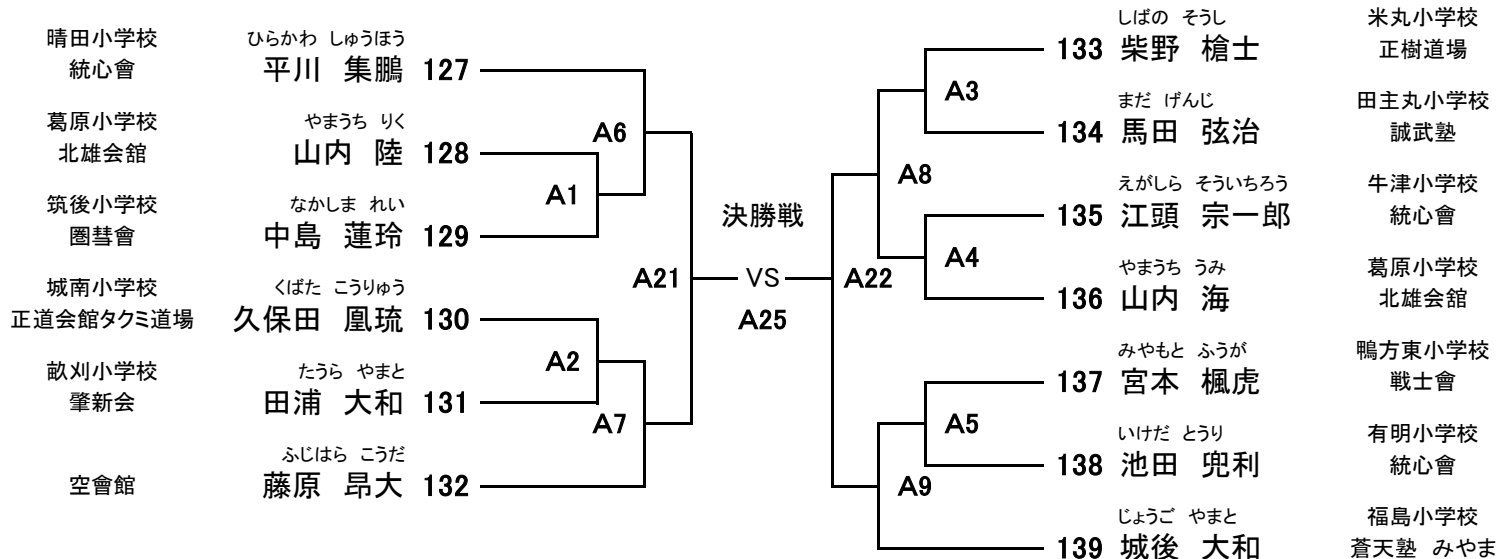 晴田小学校 ひらかわ しゅうほう
統心會 平川 集鵬 127
葛原小学校 やまうち りく
北雄会舘 山内 陸 128
筑後小学校 なかしま れい
圏彗會 中島 蓮玲 129
城南小学校 くばた こうりゅう
正道会館タクミ道場 久保田 凰琉 130
畝刈小学校 たうら やまと
肇新会 田浦 大和 131
ふじはら こうだ
空會館 藤原 昂大 132
A6
A1
A21
A2
A7
決勝戦
VS
A25
A3
A8
A4
A22
A5
A9
しばの そうし 米丸小学校
133 柴野 槍士 正樹道場
まだ げんじ 田主丸小学校
134 馬田 弦治 誠武塾
えがしら そういちろう 牛津小学校
135 江頭 宗一郎 統心會
やまうち うみ 葛原小学校
136 山内 海 北雄会舘
みやもと ふうが 鴨方東小学校
137 宮本 楓虎 戦士會
いけだ とうり 有明小学校
138 池田 兜利 統心會
じょうご やまと 福島小学校
139 城後 大和 蒼天塾 みやま